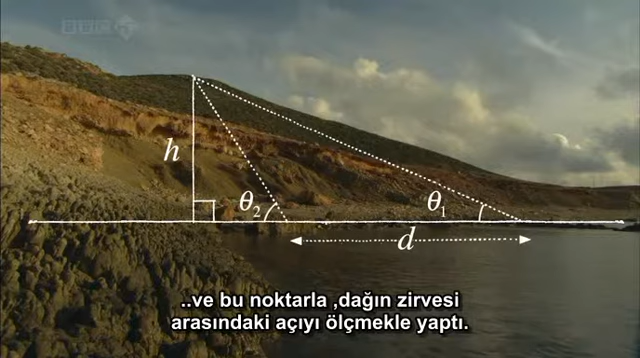 BBC
h
θ₂
θ₁
d
..ve bu noktarla ,dağın zirvesi
arasındaki açıyı ölçmekle yaptı.